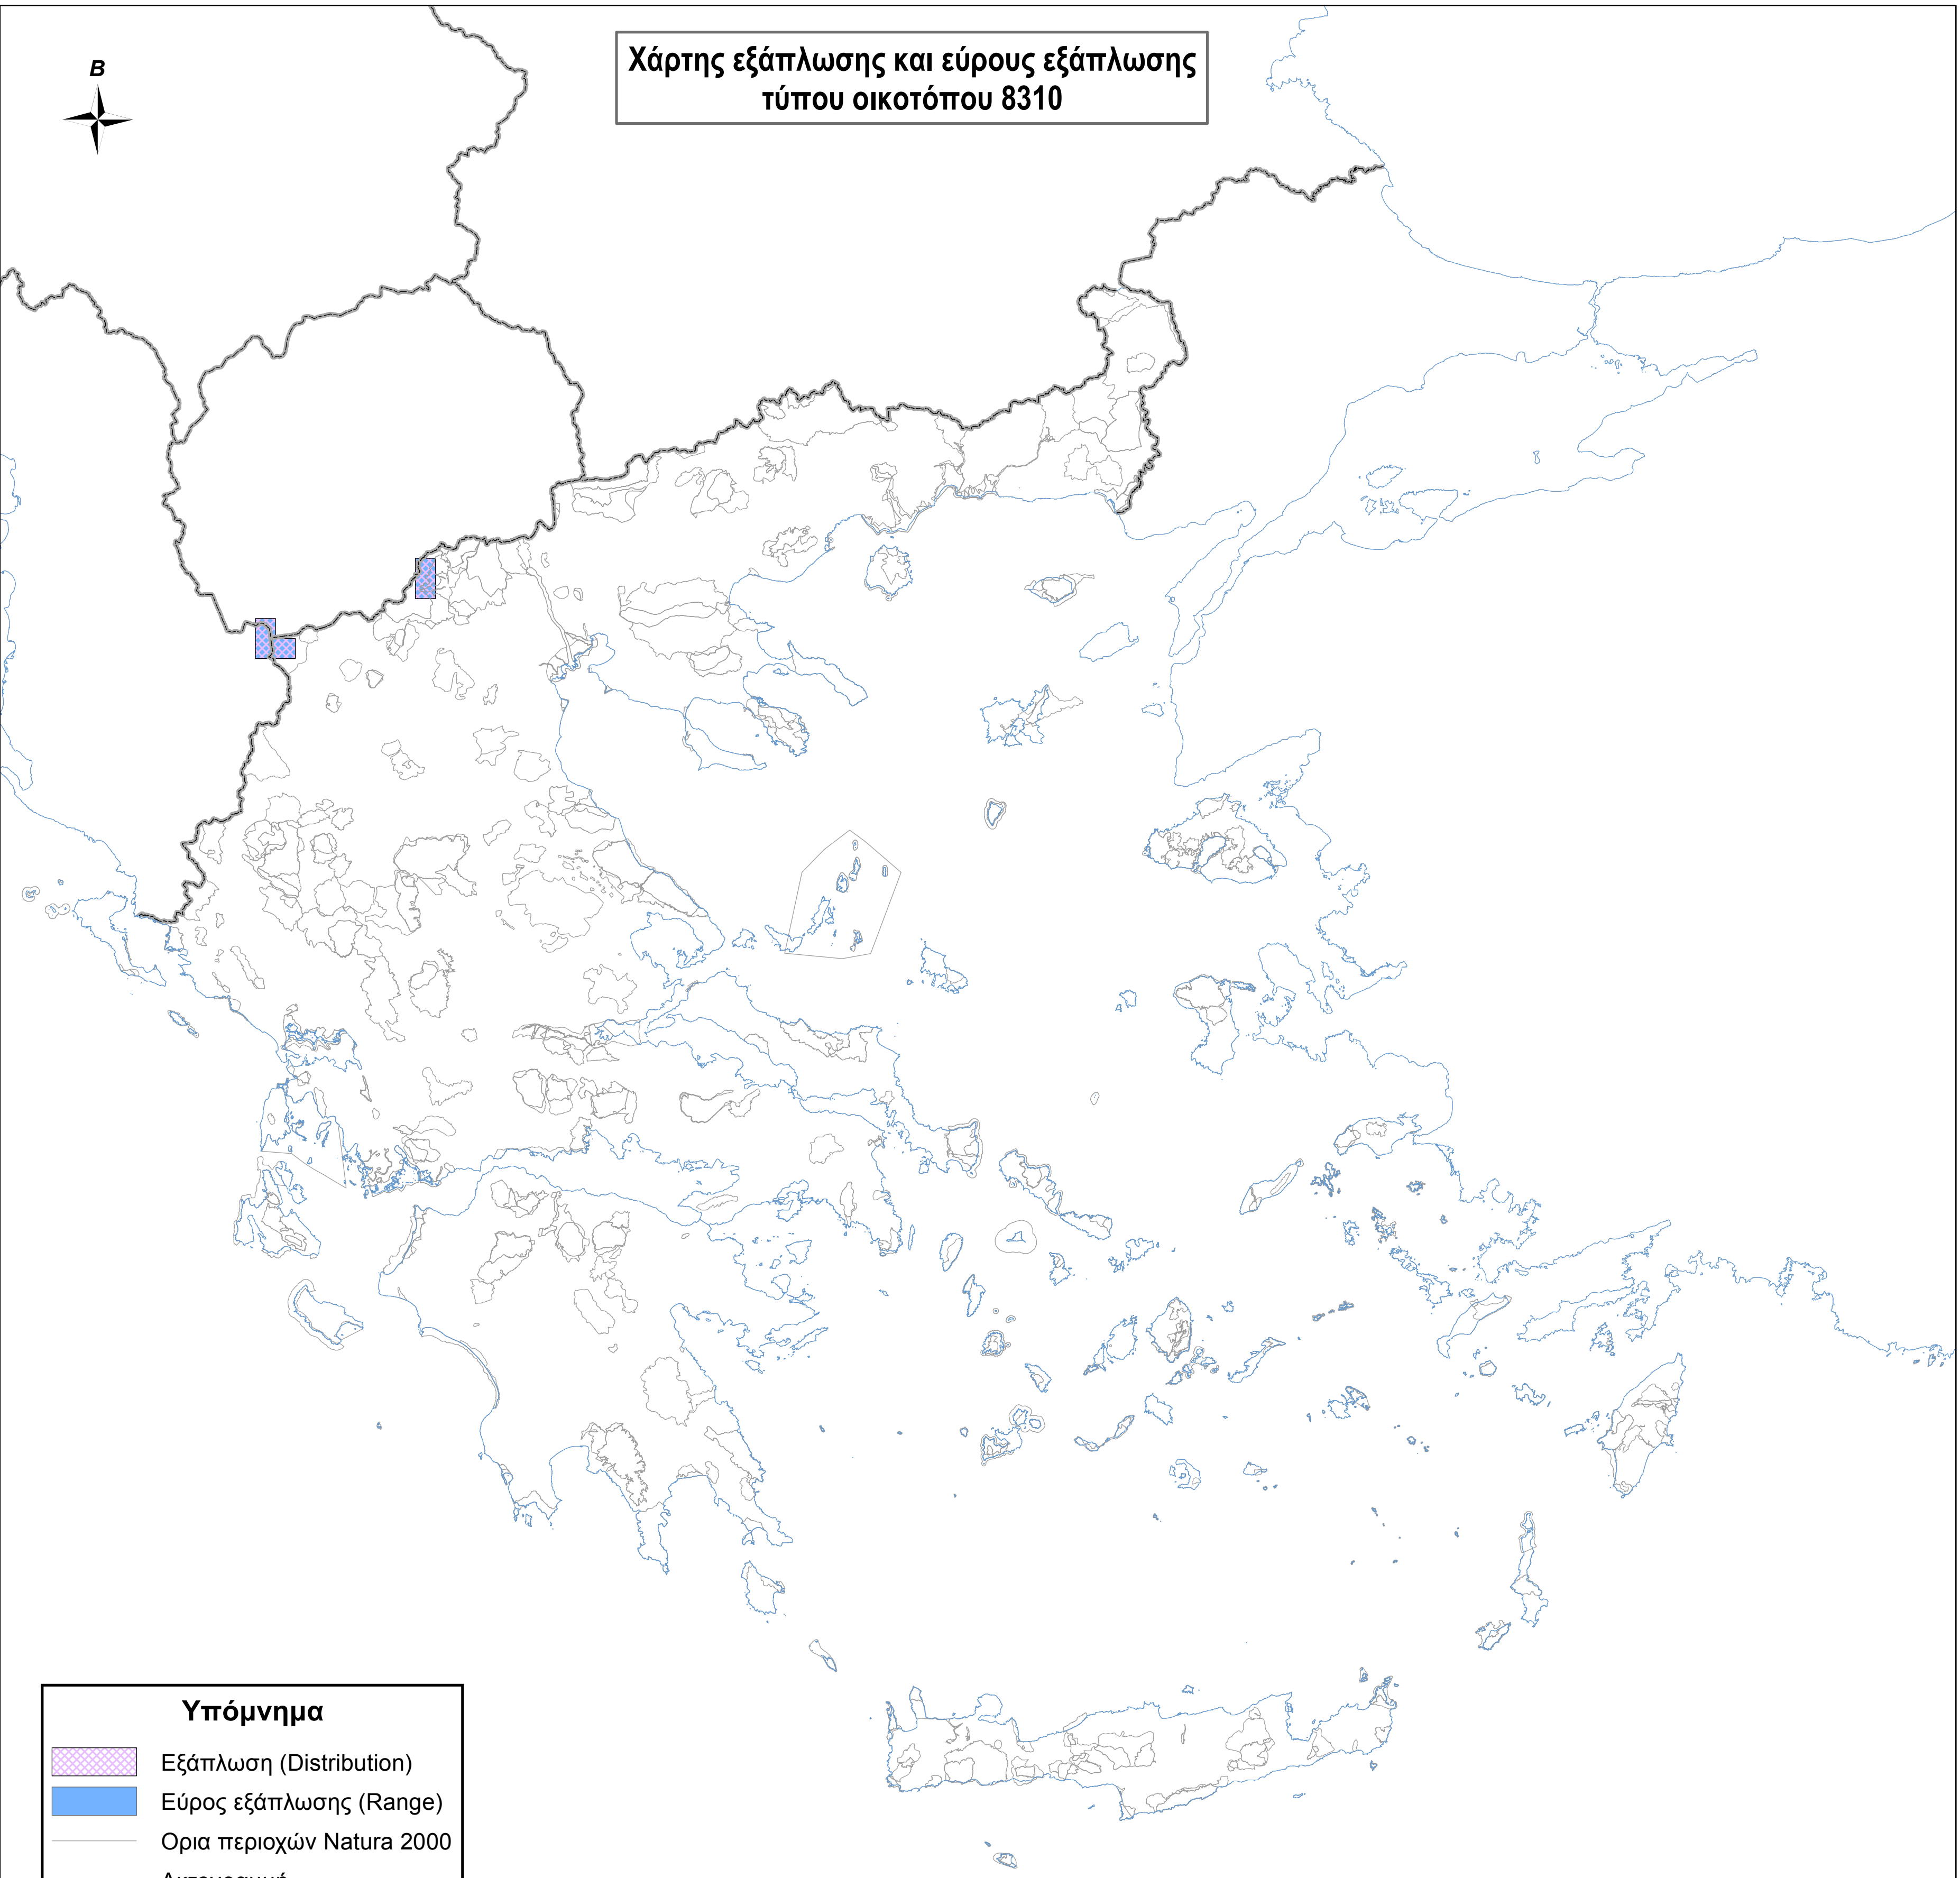 Β
Χάρτης εξάπλωσης και εύρους εξάπλωσης
τύπου οικοτόπου 8310
Υπόμνημα
Εξάπλωση (Distribution)
Εύρος εξάπλωσης (Range)
Ορια περιοχών Natura 2000